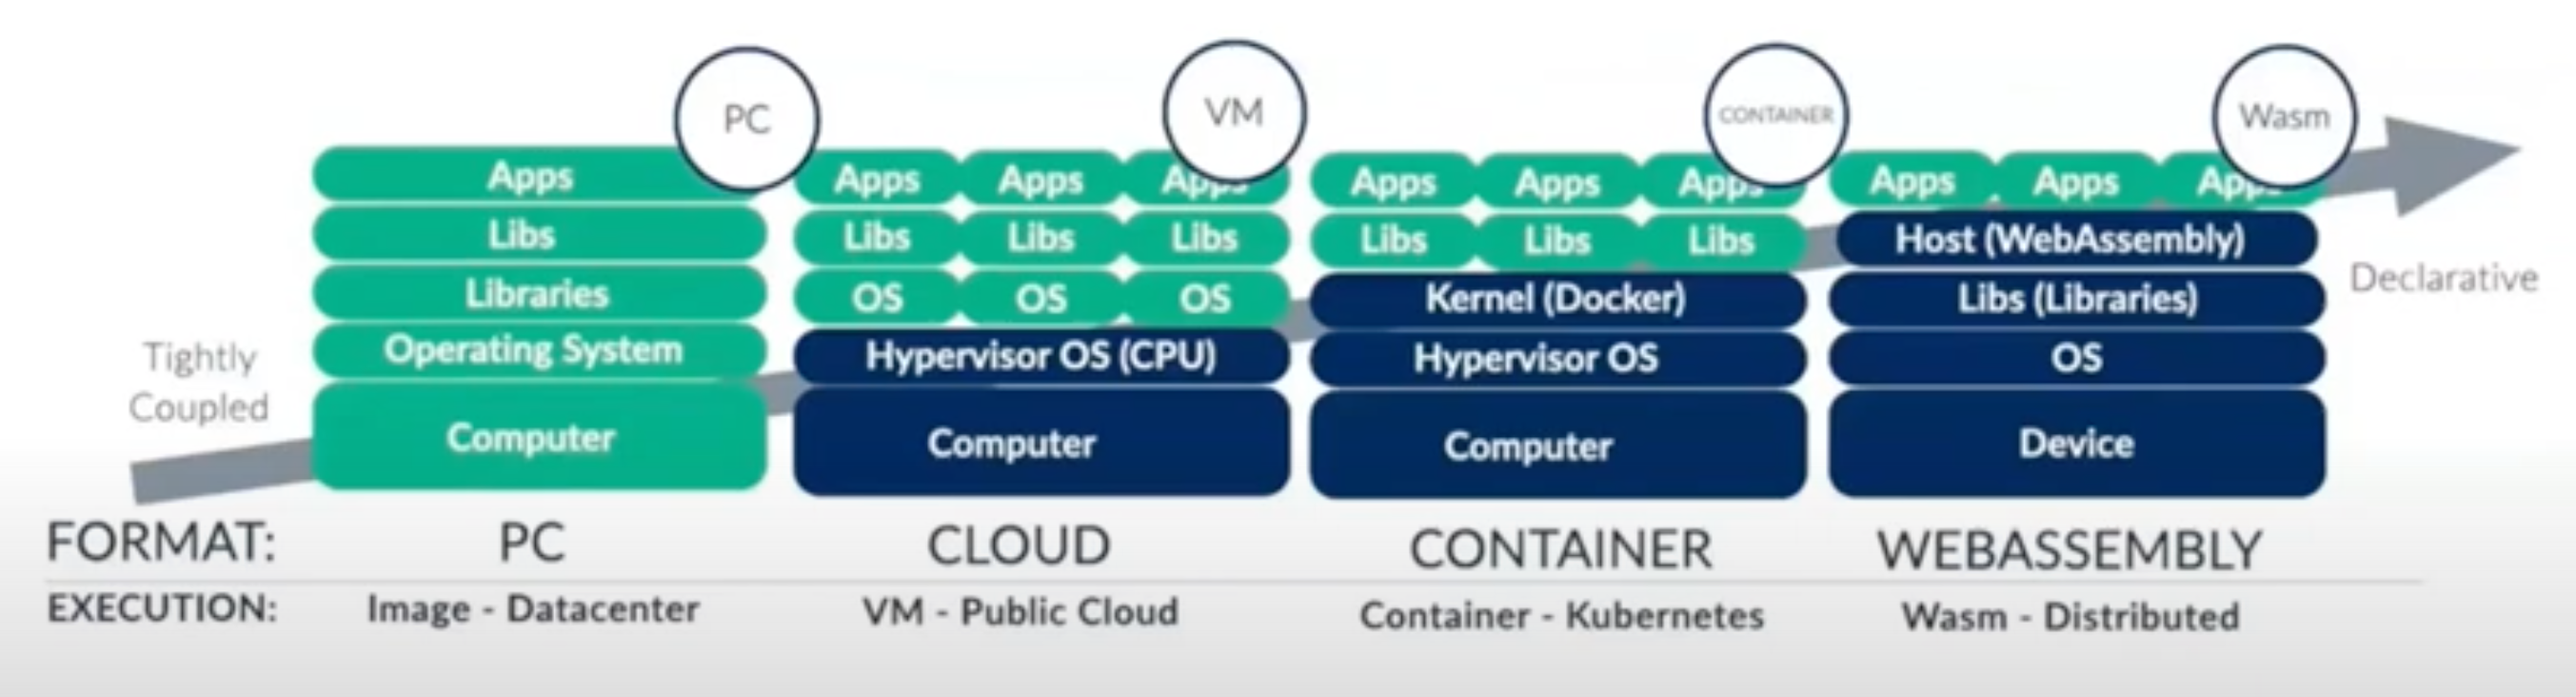 PC
VM
CONTAINER
Wasm
Apps
Libs
Libraries
Operating System
Computer
Apps Apps Apps
Libs Libs Libs
OS OS OS
Hypervisor OS (CPU)
Computer
Apps Apps Apps
Libs Libs Libs
Kernel (Docker)
Hypervisor OS
Computer
Apps Apps Apps
Host (WebAssembly)
Libs (Libraries)
OS
Device
Tightly
Coupled
Declarative
FORMAT: PC CLOUD CONTAINER WEBASSEMBLY
EXECUTION: Image - Datacenter VM - Public Cloud Container - Kubernetes Wasm - Distributed